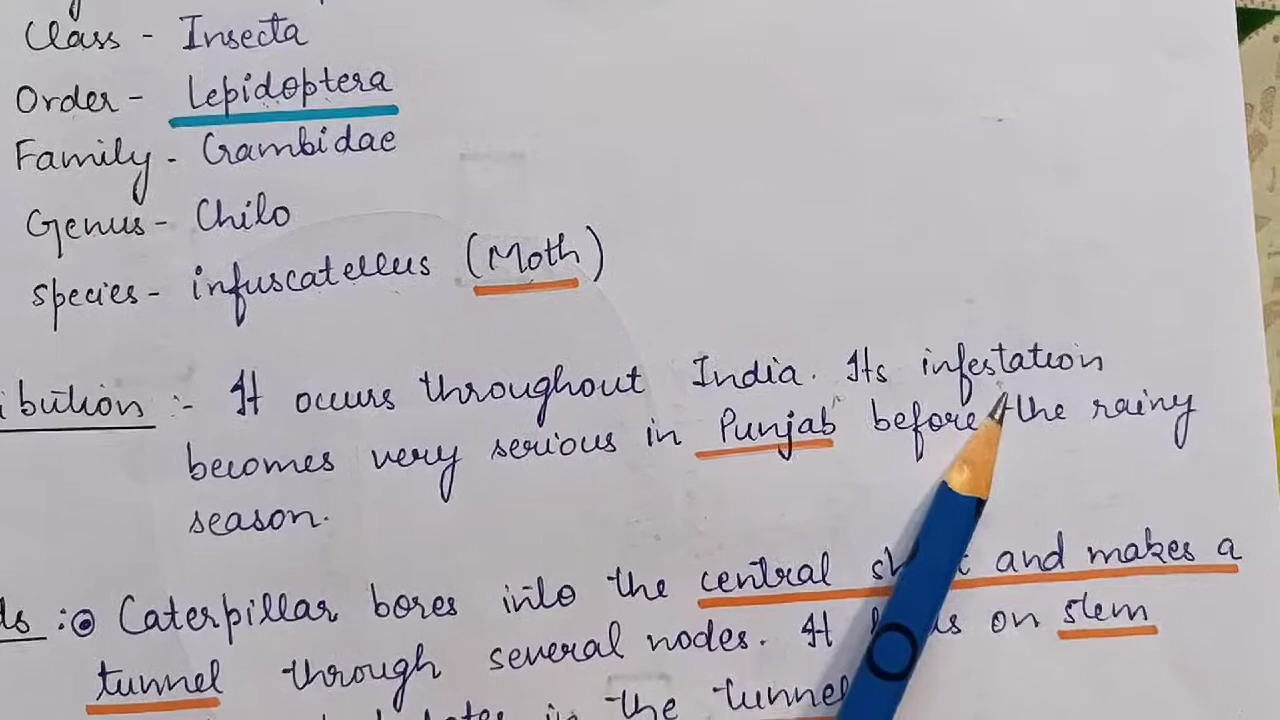 Class - Insecta
Order - Lepidoptera
Family - Crambidae
Genus - Chilo
Species - infuscatellus (Moth)
ibution :- It occurs throughout India. Its infestation
becomes very serious in Punjab before the rainy
season.
ds : Caterpillar bores into the central and makes a
tunnel through several nodes. It on stem
in the tunnel